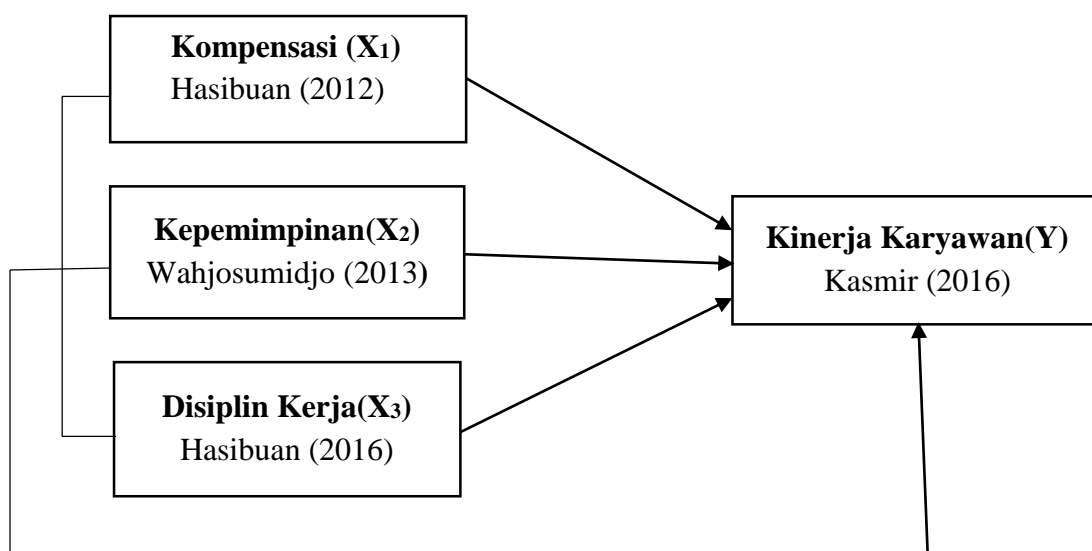 Kompensasi (X₁)
Hasibuan (2012)
Kepemimpinan(X₂)
Wahjosumidjo (2013)
Disiplin Kerja(X₃)
Hasibuan (2016)
Kinerja Karyawan(Y)
Kasmir (2016)